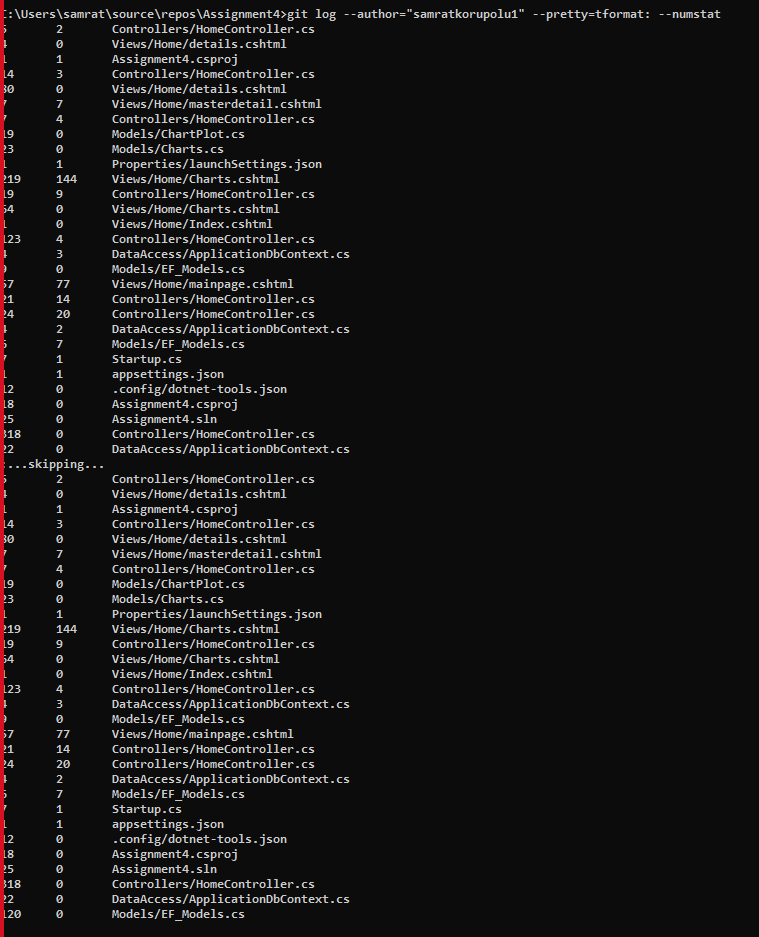 C:\Users\samrat\source\repos\Assignment4>git log --author="samratkorupolu1" --pretty=tformat: --numstat
2 Controllers/HomeController.cs
4 0 Views/Home/details.cshtml
1 1 Assignment4.csproj
14 3 Controllers/HomeController.cs
0 Views/Home/details.cshtml
7 7 Views/Home/masterdetail.cshtml
7 4 Controllers/HomeController.cs
19 0 Models/ChartPlot.cs
23 0 Models/Charts.cs
1 1 Properties/launchSettings.json
219 144 Views/Home/Charts.cshtml
19 9 Controllers/HomeController.cs
0 Views/Home/Charts.cshtml
1 0 Views/Home/Index.cshtml
123 4 Controllers/HomeController.cs
4 3 DataAccess/ApplicationDbContext.cs
0 Models/EF_Models.cs
77 Views/Home/mainpage.cshtml
21 14 Controllers/HomeController.cs
24 20 Controllers/HomeController.cs
4 2 DataAccess/ApplicationDbContext.cs
7 Models/EF_Models.cs
7 1 Startup.cs
1 1 appsettings.json
12 0 .config/dotnet-tools.json
18 0 Assignment4.csproj
25 0 Assignment4.sln
318 0 Controllers/HomeController.cs
22 0 DataAccess/ApplicationDbContext.cs
...skipping...
2 Controllers/HomeController.cs
4 0 Views/Home/details.cshtml
1 1 Assignment4.csproj
14 3 Controllers/HomeController.cs
0 Views/Home/details.cshtml
7 7 Views/Home/masterdetail.cshtml
7 4 Controllers/HomeController.cs
19 0 Models/ChartPlot.cs
23 0 Models/Charts.cs
1 1 Properties/launchSettings.json
219 144 Views/Home/Charts.cshtml
19 9 Controllers/HomeController.cs
0 Views/Home/Charts.cshtml
1 0 Views/Home/Index.cshtml
123 4 Controllers/HomeController.cs
4 3 DataAccess/ApplicationDbContext.cs
0 Models/EF_Models.cs
77 Views/Home/mainpage.cshtml
21 14 Controllers/HomeController.cs
24 20 Controllers/HomeController.cs
4 2 DataAccess/ApplicationDbContext.cs
7 Models/EF_Models.cs
7 1 Startup.cs
1 1 appsettings.json
12 0 .config/dotnet-tools.json
18 0 Assignment4.csproj
25 0 Assignment4.sln
318 0 Controllers/HomeController.cs
22 0 DataAccess/ApplicationDbContext.cs
120 0 Models/EF_Models.cs